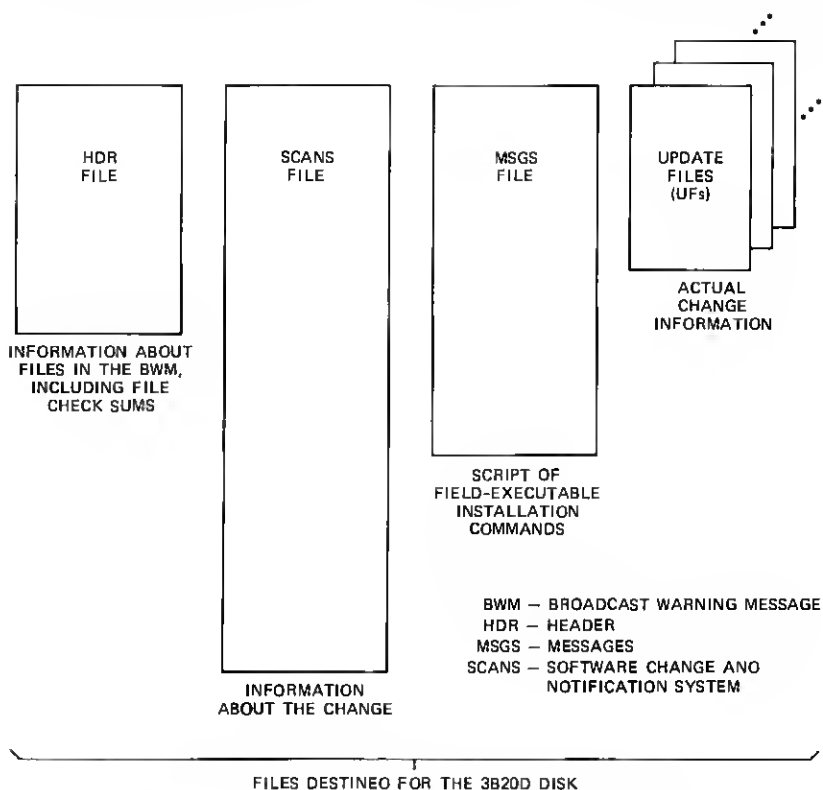 HDR
FILE
SCANS
FILE
MSGS
FILE
UPDATE
FILES
(UFs)
ACTUAL
CHANGE
INFORMATION
INFORMATION ABOUT
FILES IN THE BWM,
INCLUDING FILE
CHECK SUMS
SCRIPT OF
FIELD-EXECUTABLE
INSTALLATION
COMMANDS
BWM – BROADCAST WARNING MESSAGE
HDR – HEADER
MSGS – MESSAGES
SCANS – SOFTWARE CHANGE ANO
NOTIFICATION SYSTEM
INFORMATION
ABOUT THE CHANGE
FILES DESTINEO FOR THE 3B20D DISK